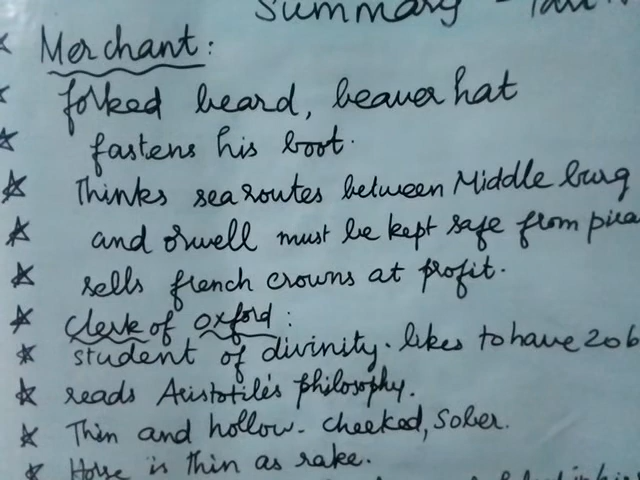 Summary -
Merchant:
forked beard, beaver hat
fastens his boot.
Thinks sea routes between Middle burg
and orwell must be kept safe from pira
sells french crowns at profit.
Clerk of Oxford:
student of divinity. likes to have 20 b
reads Aristotile's philosophy.
Thin and hollow-cheeked, Sober.
Horse is thin as rake.